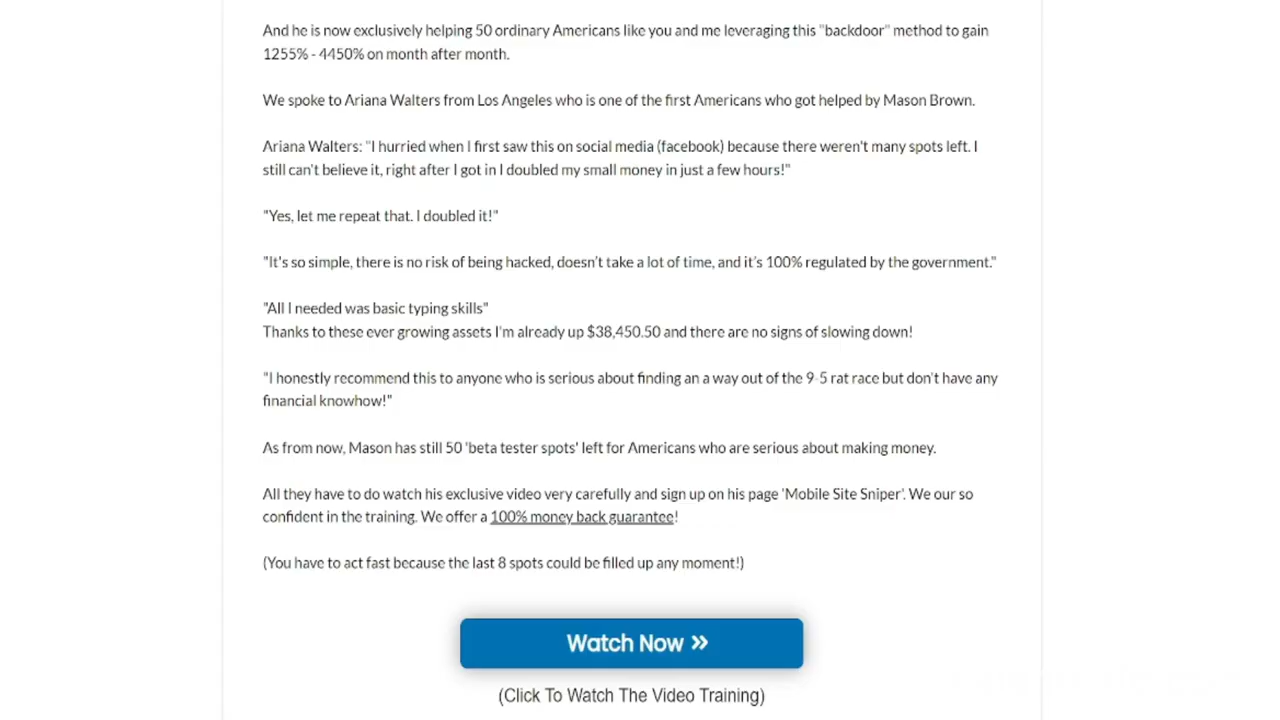 And he is now exclusively helping 50 ordinary Americans like you and me leveraging this "backdoor" method to gain
1255% - 4450% on month after month.
We spoke to Ariana Walters from Los Angeles who is one of the first Americans who got helped by Mason Brown.
Ariana Walters: "I hurried when I first saw this on social media (facebook) because there weren't many spots left. I
still can't believe it, right after I got in I doubled my small money in just a few hours!"
"Yes, let me repeat that. I doubled it!"
"It's so simple, there is no risk of being hacked, doesn't take a lot of time, and it's 100% regulated by the government."
"All I needed was basic typing skills"
Thanks to these ever growing assets I'm already up $38,450.50 and there are no signs of slowing down!
"I honestly recommend this to anyone who is serious about finding an a way out of the 9-5 rat race but don't have any
financial knowhow!"
As from now, Mason has still 50 'beta tester spots' left for Americans who are serious about making money.
All they have to do watch his exclusive video very carefully and sign up on his page 'Mobile Site Sniper'. We our so
confident in the training. We offer a 100% money back guarantee!
(You have to act fast because the last 8 spots could be filled up any moment!)
Watch Now »
(Click To Watch The Video Training)